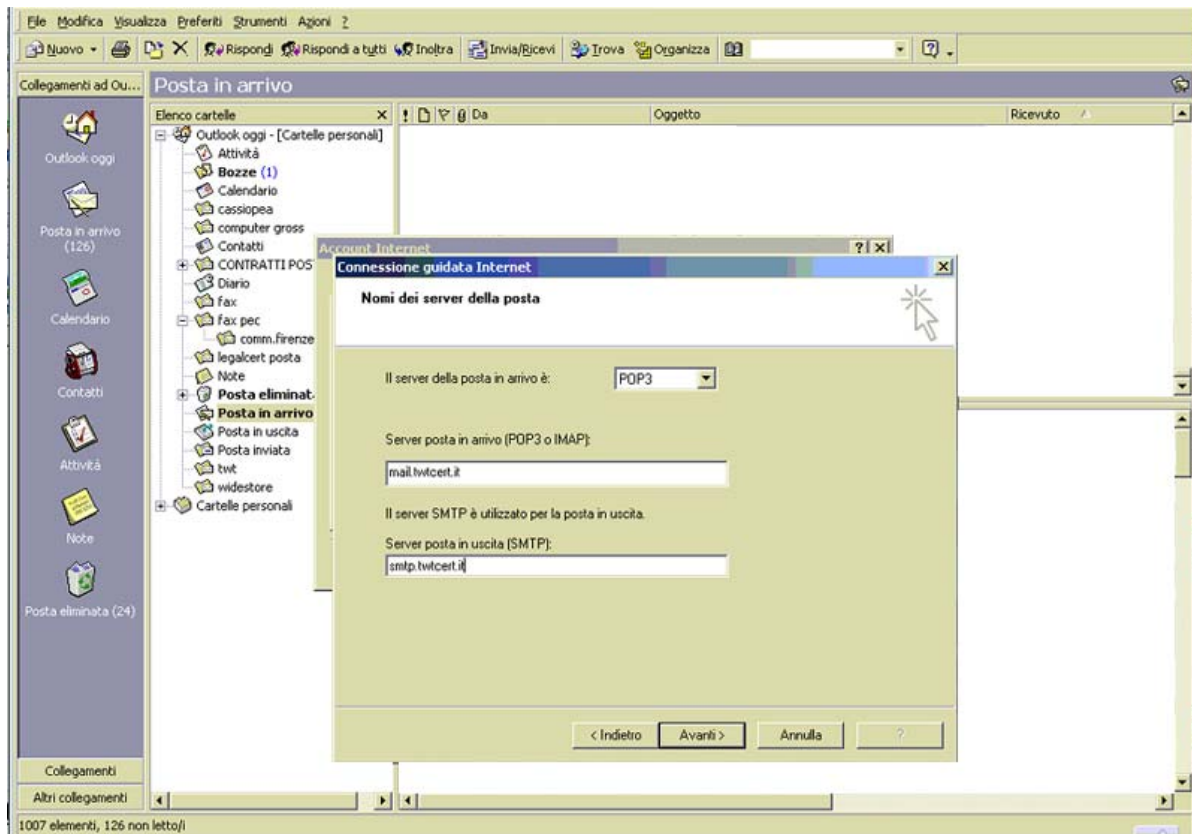 File Modifica Visualizza Preferiti Strumenti Azioni ?
Nuovo Rispondi Rispondi a tutti Inoltra Invia/Ricevi Trova Organizza
Collegamenti ad Ou... Posta in arrivo
Outlook oggi
Posta in arrivo
(126)
Calendario
Contatti
Attività
Note
Posta eliminata (24)
Collegamenti
Altri collegamenti
Elenco cartelle
Outlook oggi - [Cartelle personali]
Attività
Bozze (1)
Calendario
cassiopea
computer gross
Contatti
CONTRATTI POS
Diario
fax
fax pec
comm.firenze
legalcert posta
Note
Posta eliminat
Posta in arrivo
Posta in uscita
Posta inviata
twt
widestore
Cartelle personali
! Da Oggetto Ricevuto
Account Internet
Connessione guidata Internet
Nomi dei server della posta
Il server della posta in arrivo è: POP3
Server posta in arrivo (POP3 o IMAP):
mail.twtcert.it
Il server SMTP è utilizzato per la posta in uscita.
Server posta in uscita (SMTP):
smtp.twtcert.it
< Indietro Avanti > Annulla ?
1007 elementi, 126 non letto/i